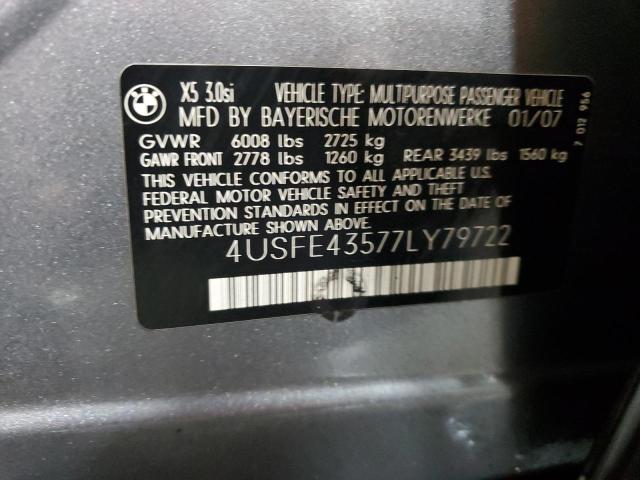 X5 3.0si VEHICLE TYPE: MULTIPURPOSE PASSENGER VEHICLE
MFD BY BAYERISCHE MOTORENWERKE 01/07
GVWR 6008 lbs 2725 kg
GAWR FRONT 2778 lbs 1260 kg REAR 3439 lbs 1560 kg
THIS VEHICLE CONFORMS TO ALL APPLICABLE U.S.
FEDERAL MOTOR VEHICLE SAFETY AND THEFT
PREVENTION STANDARDS IN EFFECT ON THE DATE OF
MANUFACTURE SHOWN ABOVE.
4USFE43577LY79722
7 012 956